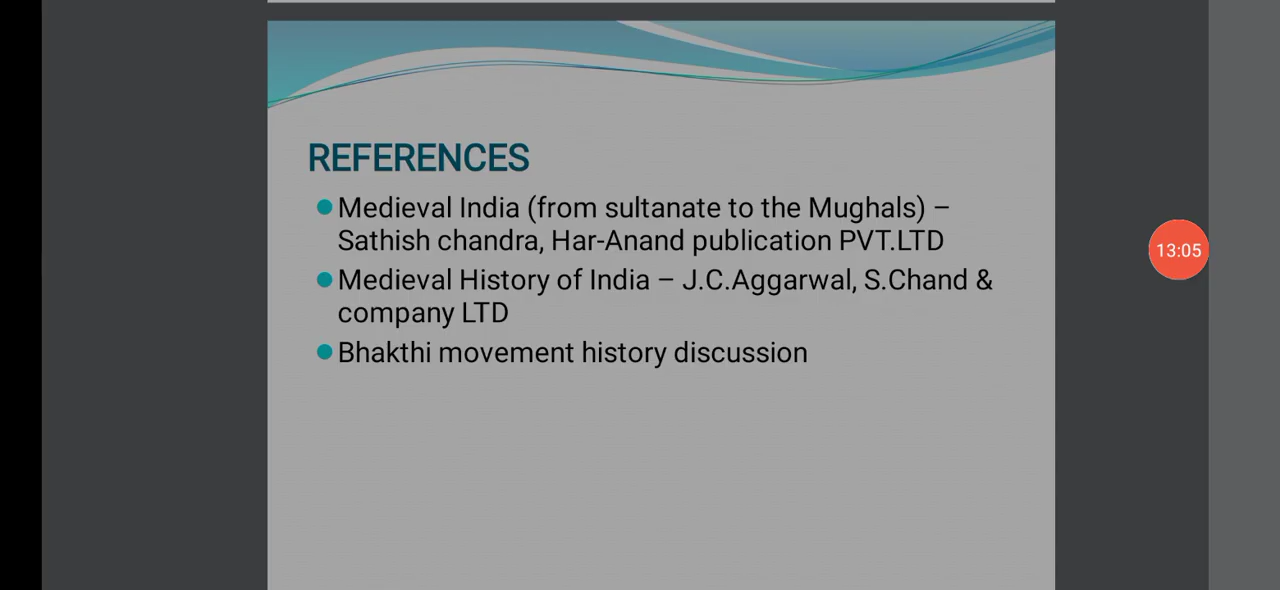 REFERENCES
Medieval India (from sultanate to the Mughals) –
Sathish chandra, Har-Anand publication PVT.LTD
Medieval History of India – J.C.Aggarwal, S.Chand &
company LTD
Bhakthi movement history discussion
13:05